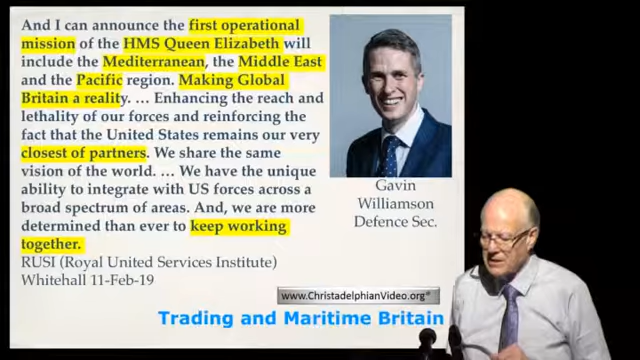 And I can announce the first operational
mission of the HMS Queen Elizabeth will
include the Mediterranean, the Middle East
and the Pacific region. Making Global
Britain a reality. … Enhancing the reach and
lethality of our forces and reinforcing the
fact that the United States remains our very
closest of partners. We share the same
vision of the world. … We have the unique
ability to integrate with US forces across a
broad spectrum of areas. And, we are more
determined than ever to keep working
together.
RUSI (Royal United Services Institute)
Whitehall 11-Feb-19
Gavin
Williamson
Defence Sec.
www.ChristadelphianVideo.org®
Trading and Maritime Britain